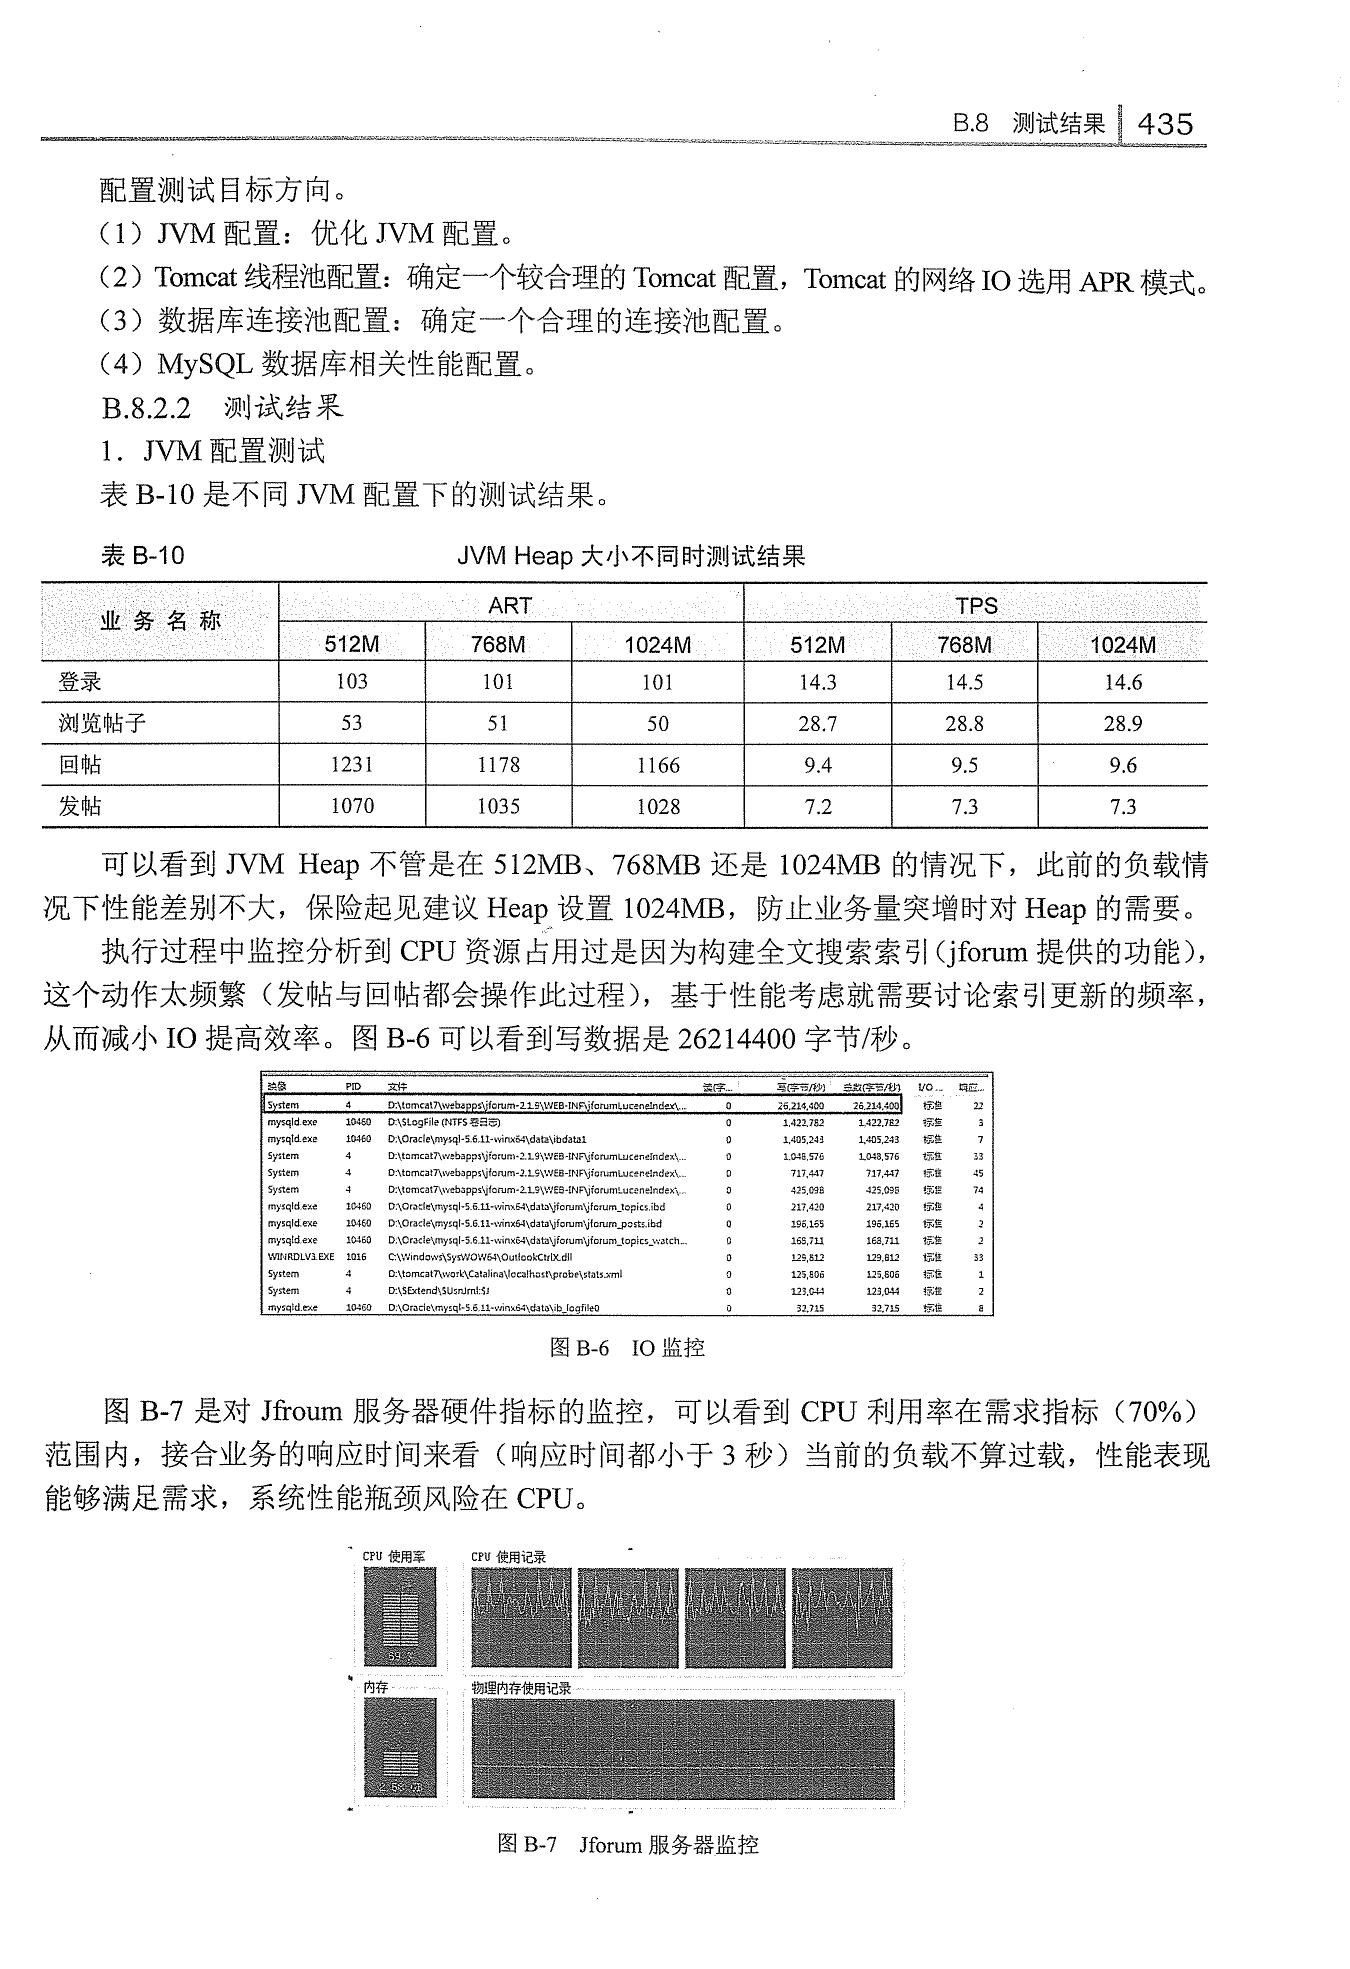 B.8 测试结果 435
配置测试目标方向。
（1）JVM 配置：优化 JVM 配置。
（2）Tomcat 线程池配置：确定一个较合理的 Tomcat 配置，Tomcat 的网络 IO 选用 APR 模式。
（3）数据库连接池配置：确定一个合理的连接池配置。
（4）MySQL 数据库相关性能配置。
B.8.2.2 测试结果
1．JVM 配置测试
表 B-10 是不同 JVM 配置下的测试结果。
表 B-10 JVM Heap 大小不同时测试结果
业务名称 ART TPS
512M 768M 1024M 512M 768M 1024M
登录 103 101 101 14.3 14.5 14.6
浏览帖子 53 51 50 28.7 28.8 28.9
回帖 1231 1178 1166 9.4 9.5 9.6
发帖 1070 1035 1028 7.2 7.3 7.3
可以看到 JVM Heap 不管是在 512MB、768MB 还是 1024MB 的情况下，此前的负载情
况下性能差别不大，保险起见建议 Heap 设置 1024MB，防止业务量突增时对 Heap 的需要。
执行过程中监控分析到 CPU 资源占用过是因为构建全文搜索索引（jforum 提供的功能），
这个动作太频繁（发帖与回帖都会操作此过程），基于性能考虑就需要讨论索引更新的频率，
从而减小 IO 提高效率。图 B-6 可以看到写数据是 26214400 字节/秒。
映像 PID 文件 读(字... 写(字节/秒) 总数(字节/秒) I/O ... 响应...
System 4 D:\tomcat7\webapps\jforum-2.1.9\WEB-INF\jforumLuceneIndex\... 0 26,214,400 26,214,400 标准 22
mysqld.exe 10460 D:\$LogFile (NTFS 卷日志) 0 1,422,782 1,422,782 标准 3
mysqld.exe 10460 D:\Oracle\mysql-5.6.11-winx64\data\ibdata1 0 1,405,243 1,405,243 标准 7
System 4 D:\tomcat7\webapps\jforum-2.1.9\WEB-INF\jforumLuceneIndex\... 0 1,048,576 1,048,576 标准 33
System 4 D:\tomcat7\webapps\jforum-2.1.9\WEB-INF\jforumLuceneIndex\... 0 717,447 717,447 标准 45
System 4 D:\tomcat7\webapps\jforum-2.1.9\WEB-INF\jforumLuceneIndex\... 0 425,098 425,098 标准 74
mysqld.exe 10460 D:\Oracle\mysql-5.6.11-winx64\data\jforum\jforum_topics.ibd 0 217,420 217,420 标准 4
mysqld.exe 10460 D:\Oracle\mysql-5.6.11-winx64\data\jforum\jforum_posts.ibd 0 196,165 196,165 标准 2
mysqld.exe 10460 D:\Oracle\mysql-5.6.11-winx64\data\jforum\jforum_topics_watch... 0 168,711 168,711 标准 2
WINRDLV3.EXE 1016 C:\Windows\SysWOW64\OutlookCtrlX.dll 0 129,812 129,812 标准 33
System 4 D:\tomcat7\work\Catalina\localhost\probe\stats.xml 0 125,806 125,806 标准 1
System 4 D:\$Extend\$UsnJrnl:$J 0 123,044 123,044 标准 2
mysqld.exe 10460 D:\Oracle\mysql-5.6.11-winx64\data\ib_logfile0 0 32,715 32,715 标准 8
图 B-6 IO 监控
图 B-7 是对 Jfroum 服务器硬件指标的监控，可以看到 CPU 利用率在需求指标（70%）
范围内，接合业务的响应时间来看（响应时间都小于 3 秒）当前的负载不算过载，性能表现
能够满足需求，系统性能瓶颈风险在 CPU。
CPU 使用率 CPU 使用记录
内存 物理内存使用记录
图 B-7 Jforum 服务器监控